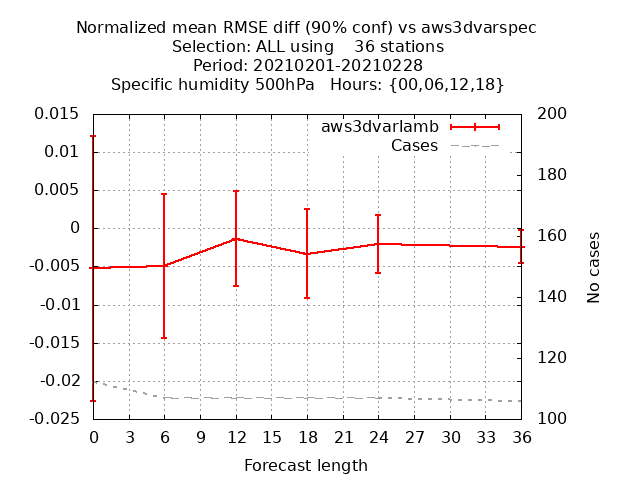 Normalized mean RMSE diff (90% conf) vs aws3dvarspec
Selection: ALL using    36 stations
Period: 20210201-20210228
Specific humidity 500hPa   Hours: {00,06,12,18}
aws3dvarlamb
Cases
0.015
0.01
0.005
0
-0.005
-0.01
-0.015
-0.02
-0.025
200
180
160
140
120
100
No cases
0 3 6 9 12 15 18 21 24 27 30 33 36
Forecast length